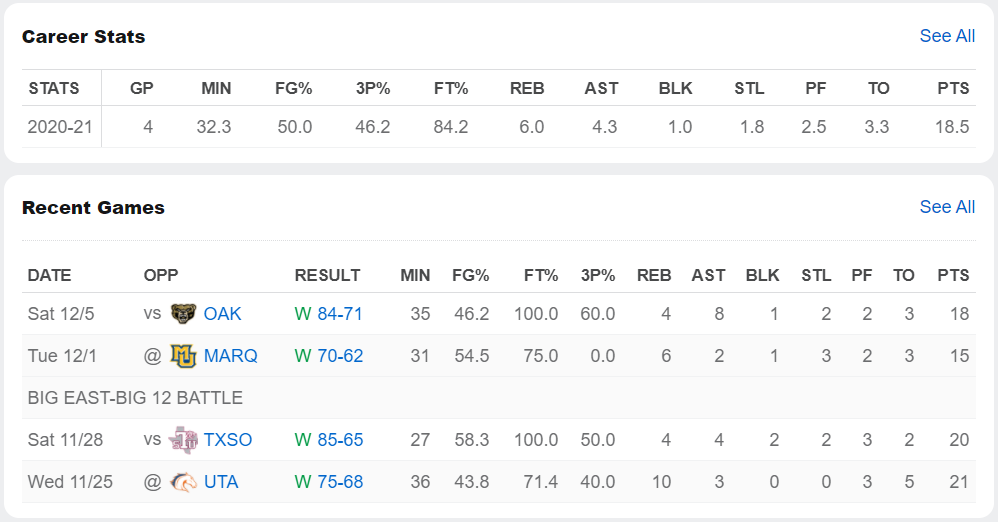 Career Stats See All
STATS GP MIN FG% 3P% FT% REB AST BLK STL PF TO PTS
2020-21 4 32.3 50.0 46.2 84.2 6.0 4.3 1.0 1.8 2.5 3.3 18.5
Recent Games See All
DATE OPP RESULT MIN FG% FT% 3P% REB AST BLK STL PF TO PTS
Sat 12/5 vs OAK W 84-71 35 46.2 100.0 60.0 4 8 1 2 2 3 18
Tue 12/1 @ MARQ W 70-62 31 54.5 75.0 0.0 6 2 1 3 2 3 15
BIG EAST-BIG 12 BATTLE
Sat 11/28 vs TXSO W 85-65 27 58.3 100.0 50.0 4 4 2 2 3 2 20
Wed 11/25 @ UTA W 75-68 36 43.8 71.4 40.0 10 3 0 0 3 5 21